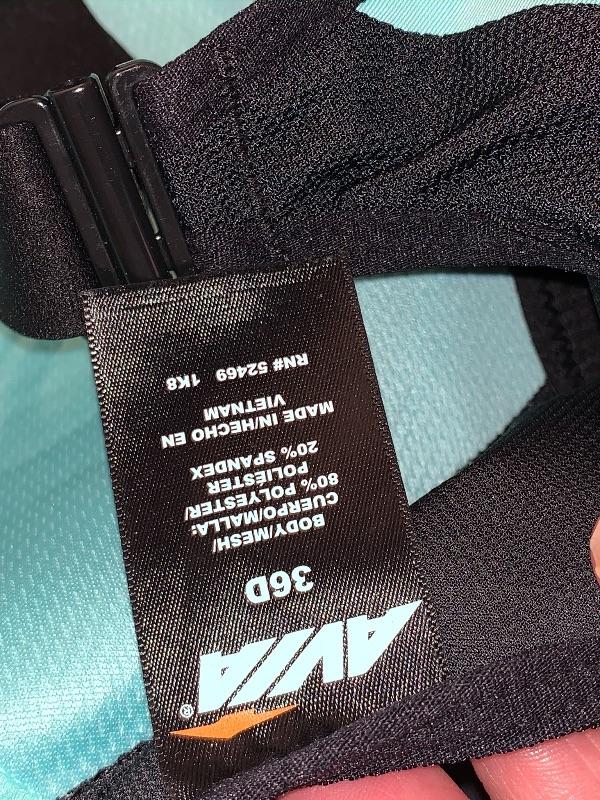 AVIA®
36D
BODY/MESH/
CUERPO/MALLA:
80% POLYESTER/
POLIÉSTER
20% SPANDEX
MADE IN/HECHO EN
VIETNAM
RN# 52469 1K8